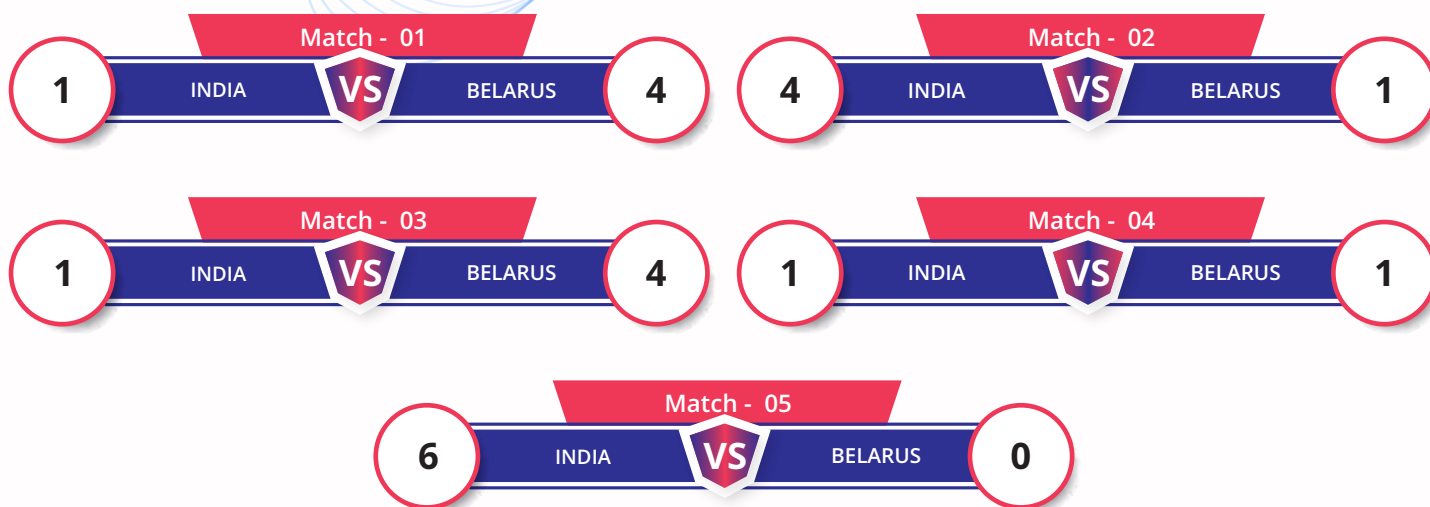 Match - 01
1 INDIA VS BELARUS 4
Match - 02
4 INDIA VS BELARUS 1
Match - 03
1 INDIA VS BELARUS 4
Match - 04
1 INDIA VS BELARUS 1
Match - 05
6 INDIA VS BELARUS 0